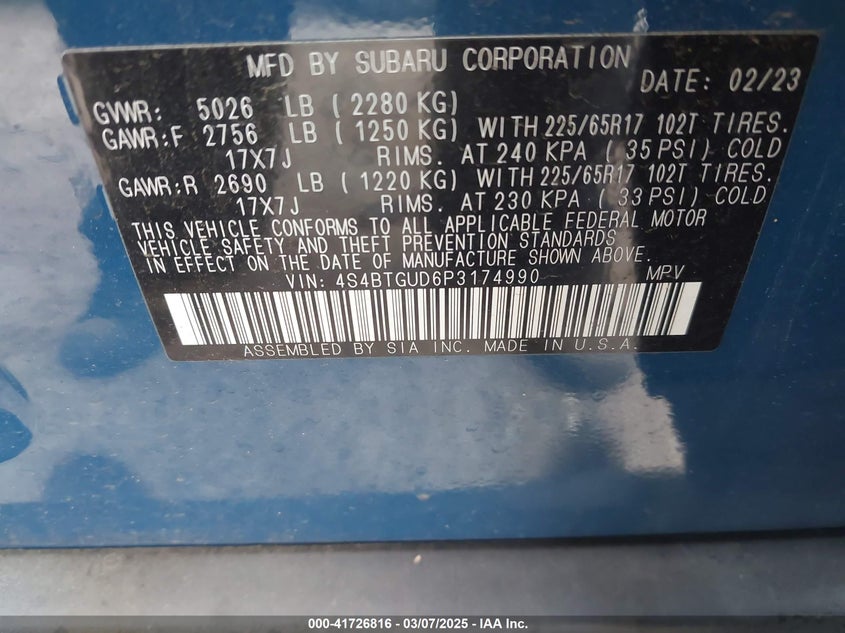 MFD BY SUBARU CORPORATION
DATE: 02/23
GVWR: 5026 LB ( 2280 KG)
GAWR:F 2756 LB ( 1250 KG) WITH 225/65R17 102T TIRES.
17X7J RIMS. AT 240 KPA ( 35 PSI) COLD
GAWR:R 2690 LB ( 1220 KG) WITH 225/65R17 102T TIRES.
17X7J RIMS. AT 230 KPA ( 33 PSI) COLD
THIS VEHICLE CONFORMS TO ALL APPLICABLE FEDERAL MOTOR
VEHICLE SAFETY AND THEFT PREVENTION STANDARDS
IN EFFECT ON THE DATE OF MANUFACTURE SHOWN ABOVE.
VIN: 4S4BTGUD6P3174990 MPV
ASSEMBLED BY SIA INC. MADE IN U.S.A.
000-41726816 - 03/07/2025 - IAA Inc.